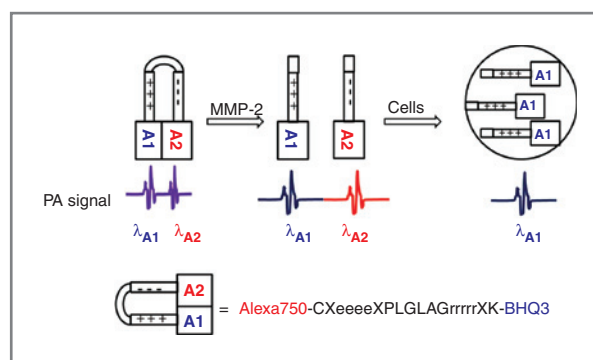 A1 A2
+ + +
- - -
MMP-2
+ + +
A1
- - -
A2
Cells
+ + + A1
+ + + A1
+ + + A1
PA signal
λA1 λA2
λA1 λA2
λA1
- - - A2
+ + + A1
= Alexa750-CXeeeeXPLGLAGrrrrrXK-BHQ3